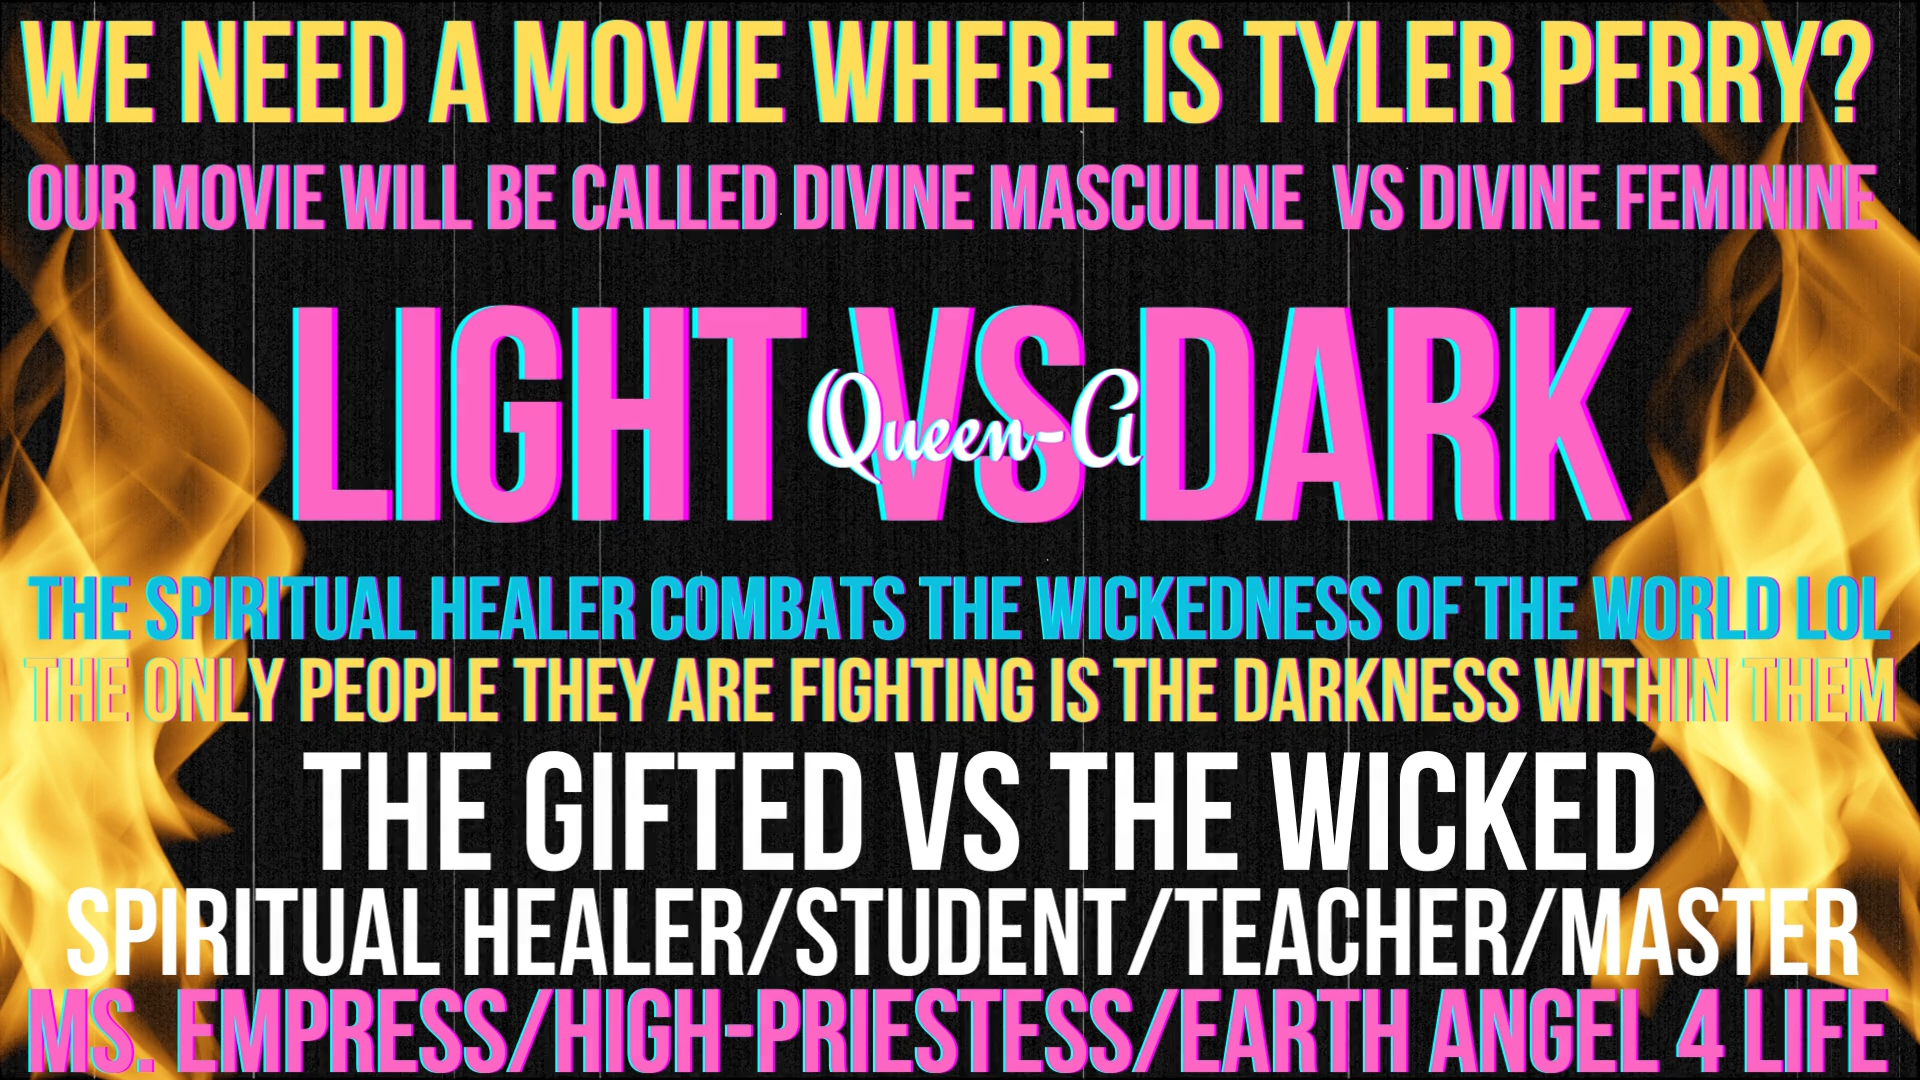 WE NEED A MOVIE WHERE IS TYLER PERRY?
OUR MOVIE WILL BE CALLED DIVINE MASCULINE VS DIVINE FEMININE
LIGHT VS DARK
Queen-A
THE SPIRITUAL HEALER COMBATS THE WICKEDNESS OF THE WORLD LOL
THE ONLY PEOPLE THEY ARE FIGHTING IS THE DARKNESS WITHIN THEM
THE GIFTED VS THE WICKED
SPIRITUAL HEALER/STUDENT/TEACHER/MASTER
MS. EMPRESS/HIGH-PRIESTESS/EARTH ANGEL 4 LIFE